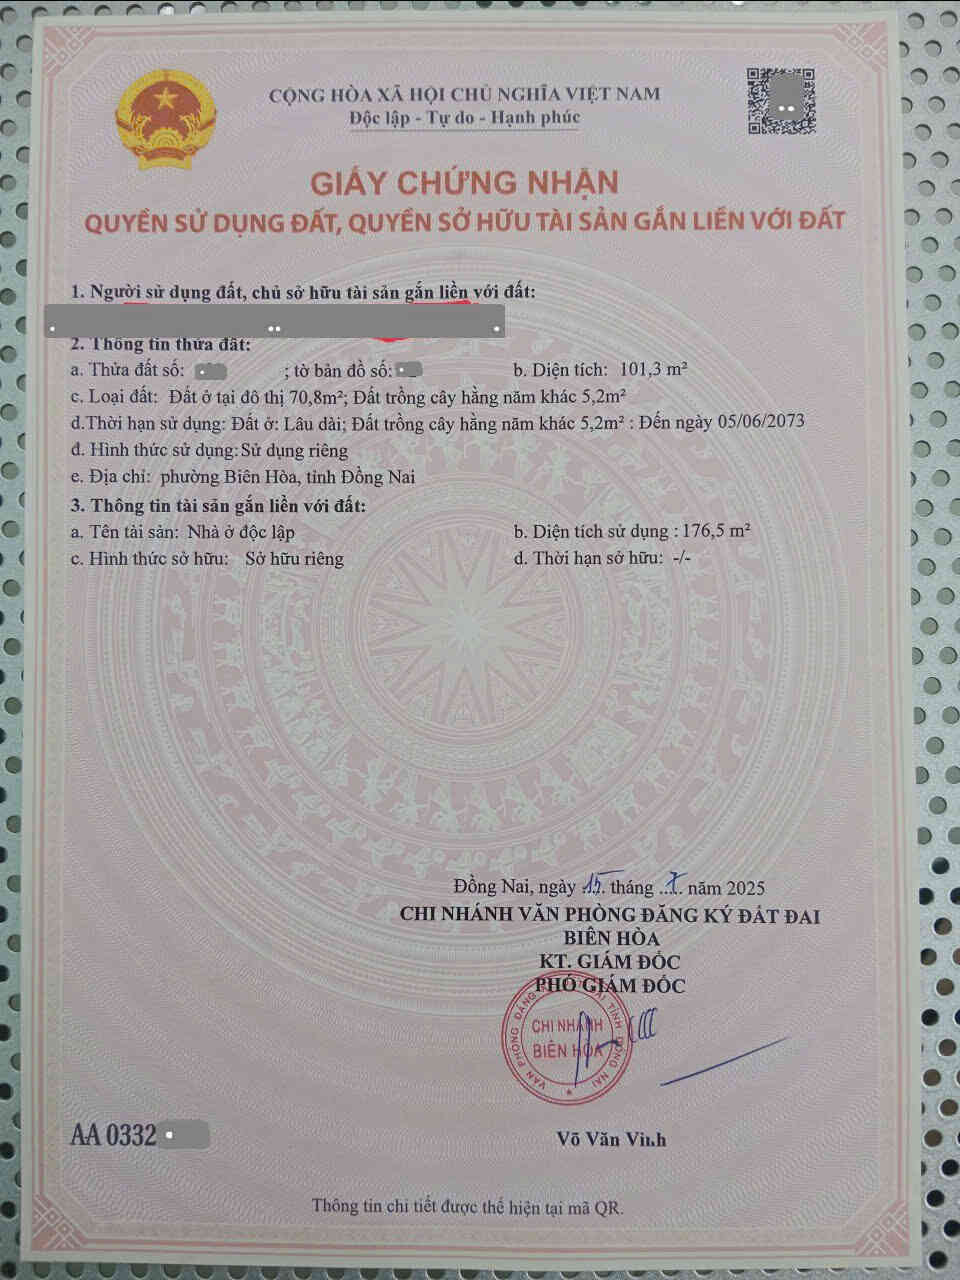 CỘNG HÒA XÃ HỘI CHỦ NGHĨA VIỆT NAM
Độc lập - Tự do - Hạnh phúc
GIẤY CHỨNG NHẬN
QUYỀN SỬ DỤNG ĐẤT, QUYỀN SỞ HỮU TÀI SẢN GẮN LIỀN VỚI ĐẤT
1. Người sử dụng đất, chủ sở hữu tài sản gắn liền với đất:
2. Thông tin thửa đất:
a. Thửa đất số: ; tờ bản đồ số: b. Diện tích: 101,3 m²
c. Loại đất: Đất ở tại đô thị 70,8m²; Đất trồng cây hằng năm khác 5,2m²
d.Thời hạn sử dụng: Đất ở: Lâu dài; Đất trồng cây hằng năm khác 5,2m² : Đến ngày 05/06/2073
đ. Hình thức sử dụng: Sử dụng riêng
e. Địa chỉ: phường Biên Hòa, tỉnh Đồng Nai
3. Thông tin tài sản gắn liền với đất:
a. Tên tài sản: Nhà ở độc lập b. Diện tích sử dụng : 176,5 m²
c. Hình thức sở hữu: Sở hữu riêng d. Thời hạn sở hữu: -/-
Đồng Nai, ngày 15 tháng 7 năm 2025
CHI NHÁNH VĂN PHÒNG ĐĂNG KÝ ĐẤT ĐAI
BIÊN HÒA
KT. GIÁM ĐỐC
PHÓ GIÁM ĐỐC
VĂN PHÒNG ĐĂNG TỈNH ĐỒNG NAI
CHI NHÁNH
BIÊN HÒA
AA 0332
Võ Văn Vinh
Thông tin chi tiết được thể hiện tại mã QR.